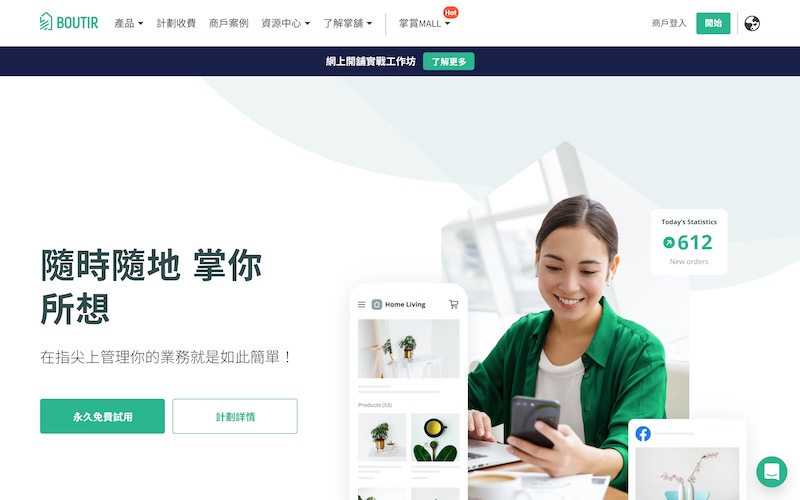 BOUTIR 產品 計劃收費 商戶案例 資源中心 了解掌舖 掌賞MALL Hot 商戶登入 開始
網上開舖實戰工作坊 了解更多
隨時隨地 掌你
所想
在指尖上管理你的業務就是如此簡單！
永久免費試用 計劃詳情
Today's Statistics
612
New orders
Home Living
Products (53)